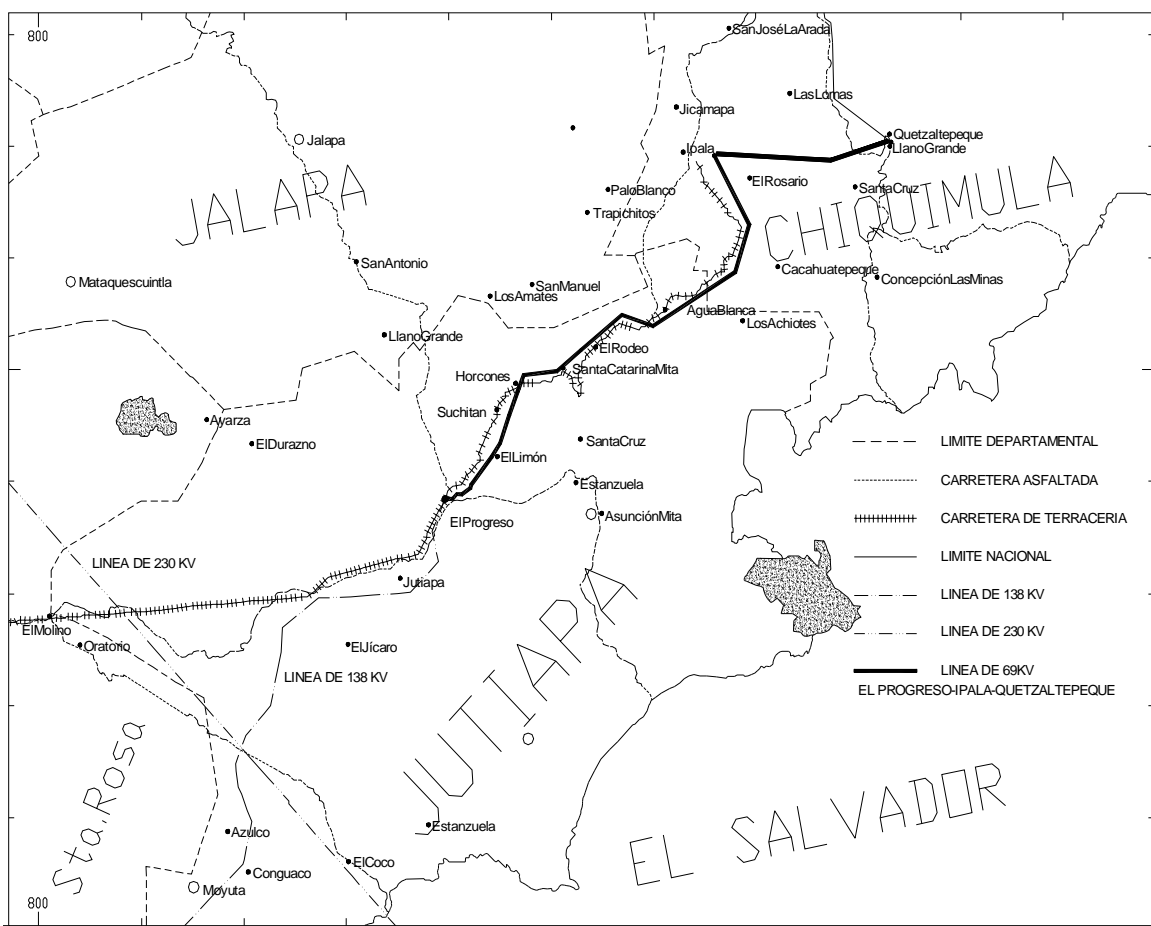 800
SanJoséLaArada
LasLomas
Jicamapa
Quetzaltepeque
Jalapa
LlanoGrande
Ipala
ElRosario
SantaCruz
PaloBlanco
JALAPA
Trapichitos
CHIQUIMULA
SanAntonio
Cacahuatepeque
Mataquescuintla
ConcepciónLasMinas
SanManuel
LosAmates
AguaBlanca
LosAchiotes
LlanoGrande
ElRodeo
SantaCatarinaMita
Horcones
Suchitan
Ayarza
ElDurazno
SantaCruz
LIMITE DEPARTAMENTAL
ElLimón
CARRETERA ASFALTADA
Estanzuela
AsunciónMita
CARRETERA DE TERRACERIA
ElProgreso
LIMITE NACIONAL
LINEA DE 230 KV
Jutiapa
LINEA DE 138 KV
ElMolino
LINEA DE 230 KV
Oratorio
ElJícaro
LINEA DE 69KV
LINEA DE 138 KV
EL PROGRESO-IPALA-QUETZALTEPEQUE
JUTIAPA
Sta.Rosa
EL SALVADOR
Estanzuela
Azulco
ElCoco
Conguaco
Moyuta
800